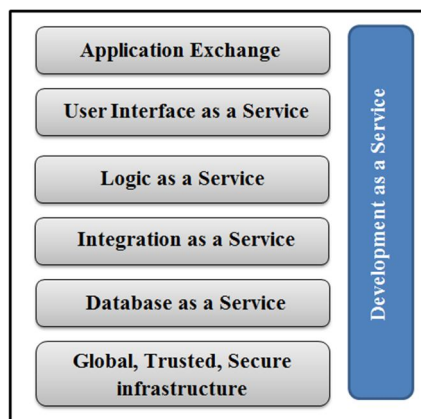 Application Exchange
User Interface as a Service
Logic as a Service
Integration as a Service
Database as a Service
Global, Trusted, Secure
infrastructure
Development as a Service